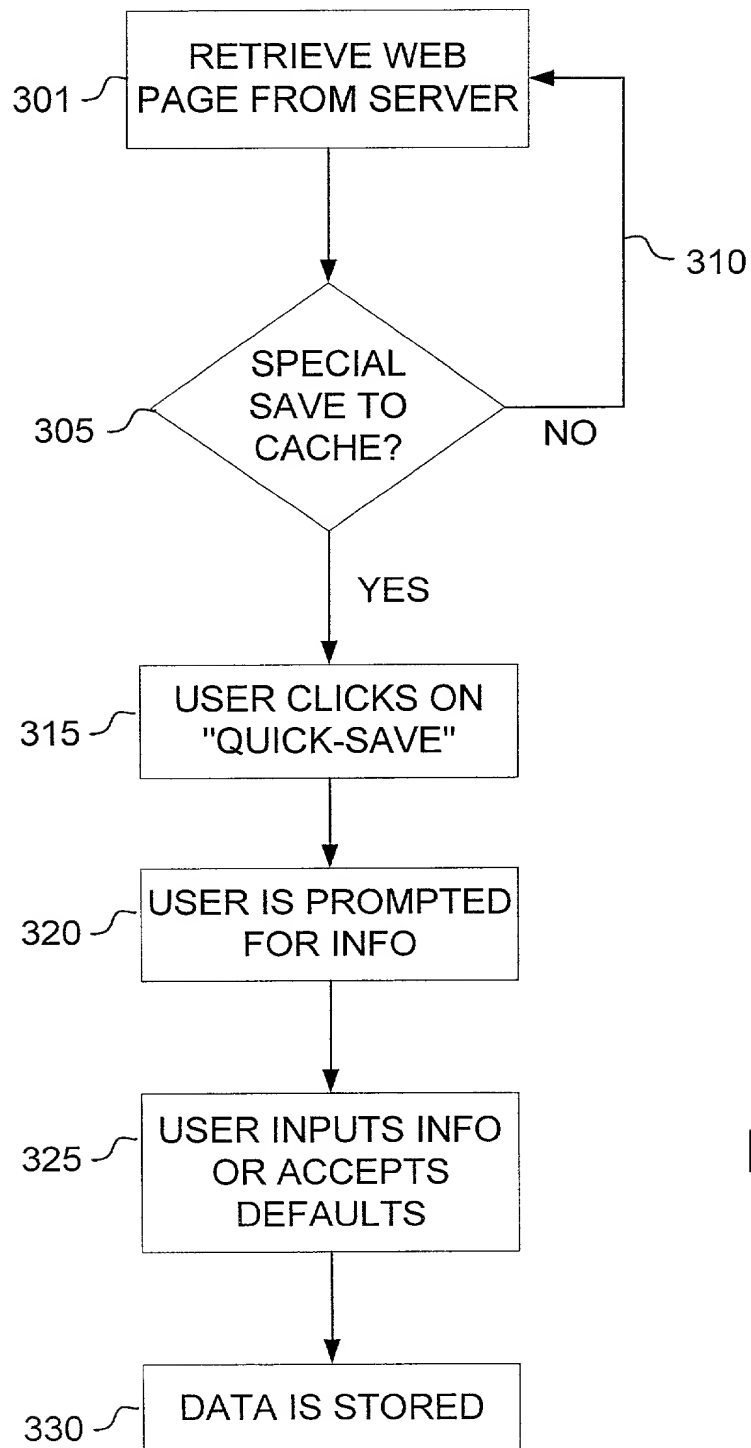 RETRIEVE WEB
PAGE FROM SERVER
301
310
SPECIAL
SAVE TO
CACHE?
305
NO
YES
USER CLICKS ON
"QUICK-SAVE"
315
USER IS PROMPTED
FOR INFO
320
USER INPUTS INFO
OR ACCEPTS
DEFAULTS
325
DATA IS STORED
330